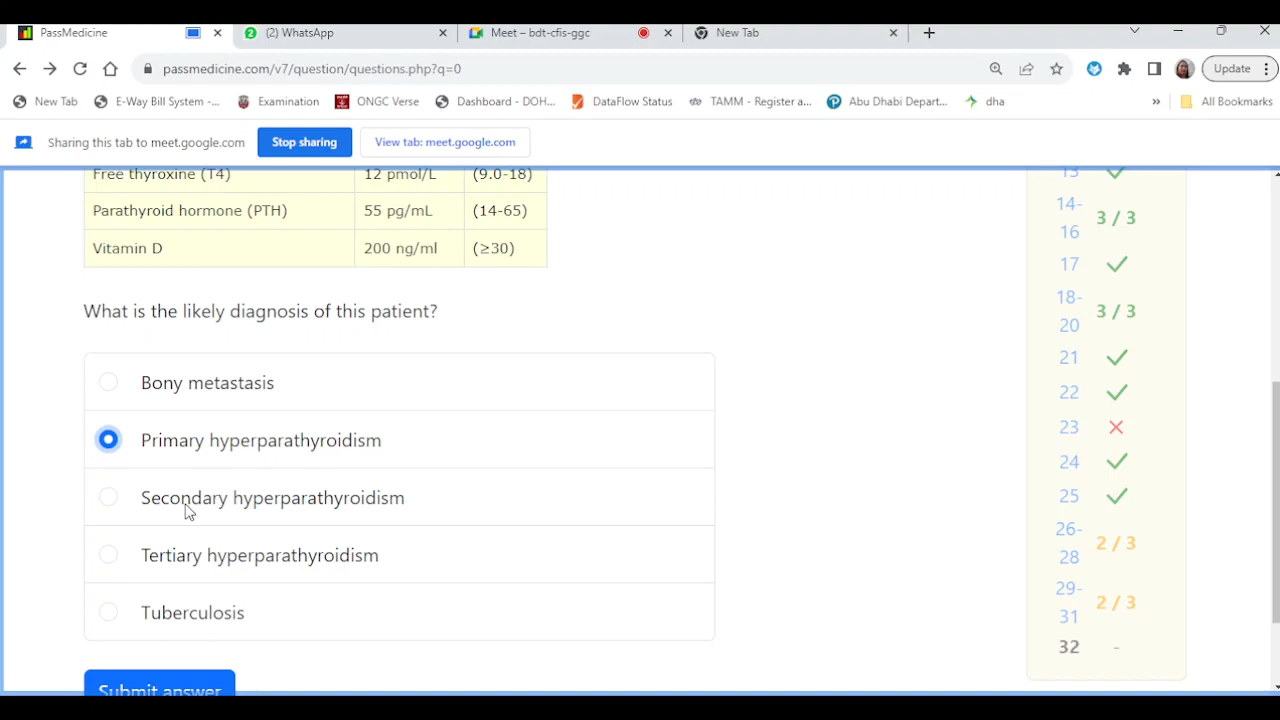 PassMedicine
(2) WhatsApp
Meet – bdt-cfis-ggc
New Tab
passmedicine.com/v7/question/questions.php?q=0
Update
New Tab
E-Way Bill System -...
Examination
ONGC Verse
Dashboard - DOH...
DataFlow Status
TAMM - Register a...
Abu Dhabi Depart...
dha
»
All Bookmarks
Sharing this tab to meet.google.com
Stop sharing
View tab: meet.google.com
Free thyroxine (T4) 12 pmol/L (9.0-18)
Parathyroid hormone (PTH) 55 pg/mL (14-65)
Vitamin D 200 ng/ml (≥30)
What is the likely diagnosis of this patient?
Bony metastasis
Primary hyperparathyroidism
Secondary hyperparathyroidism
Tertiary hyperparathyroidism
Tuberculosis
Submit answer
13
14-
16
3 / 3
17
18-
20
3 / 3
21
22
23
24
25
26-
28
2 / 3
29-
31
2 / 3
32 -